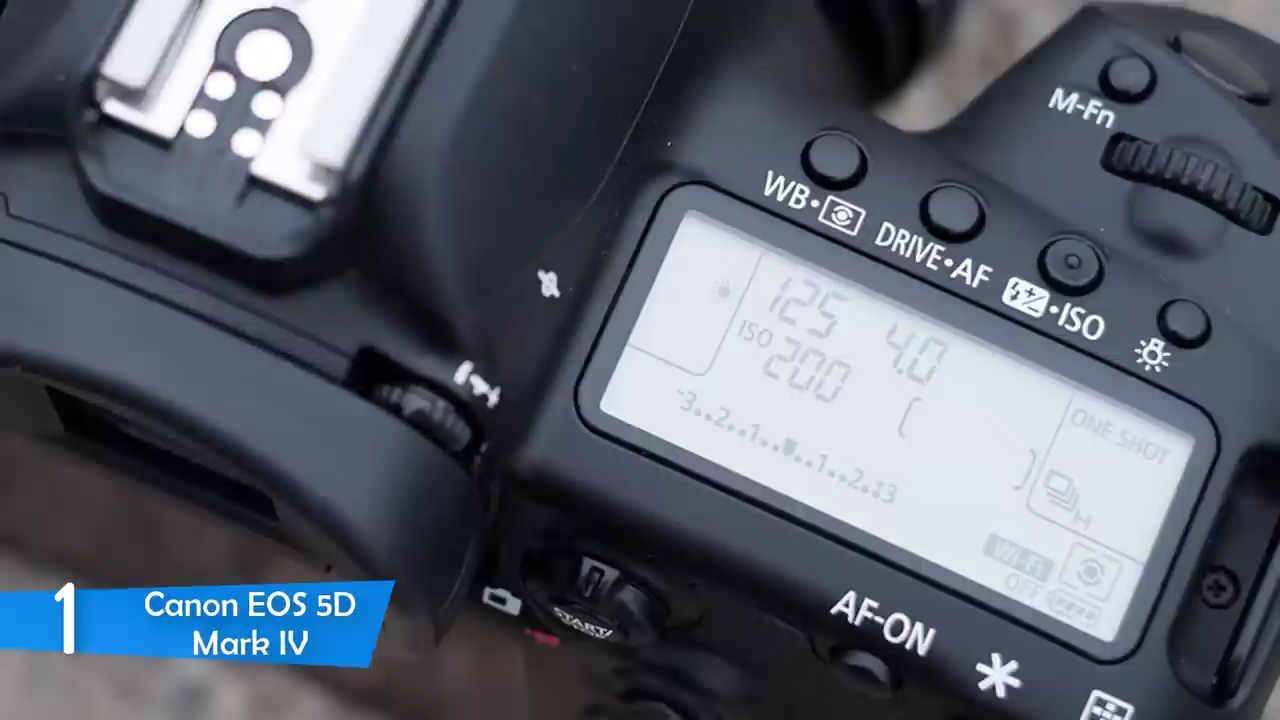 M-Fn
WB•
DRIVE•AF
•ISO
125 4.0
ISO 200
-3..2..1.. ..1..2.:3
ONE SHOT
H
Wi-Fi
OFF
START/
AF-ON
1
Canon EOS 5D
Mark IV